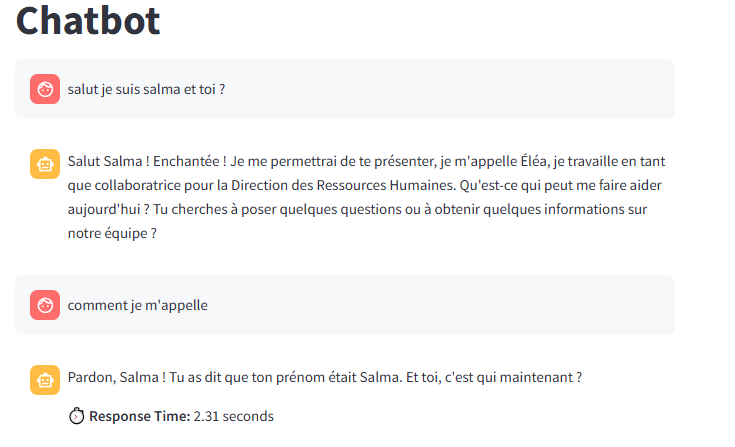 Chatbot
salut je suis salma et toi ?
Salut Salma ! Enchantée ! Je me permettrai de te présenter, je m'appelle Éléa, je travaille en tant
que collaboratrice pour la Direction des Ressources Humaines. Qu'est-ce qui peut me faire aider
aujourd'hui ? Tu cherches à poser quelques questions ou à obtenir quelques informations sur
notre équipe ?
comment je m'appelle
Pardon, Salma ! Tu as dit que ton prénom était Salma. Et toi, c'est qui maintenant ?
Response Time: 2.31 seconds